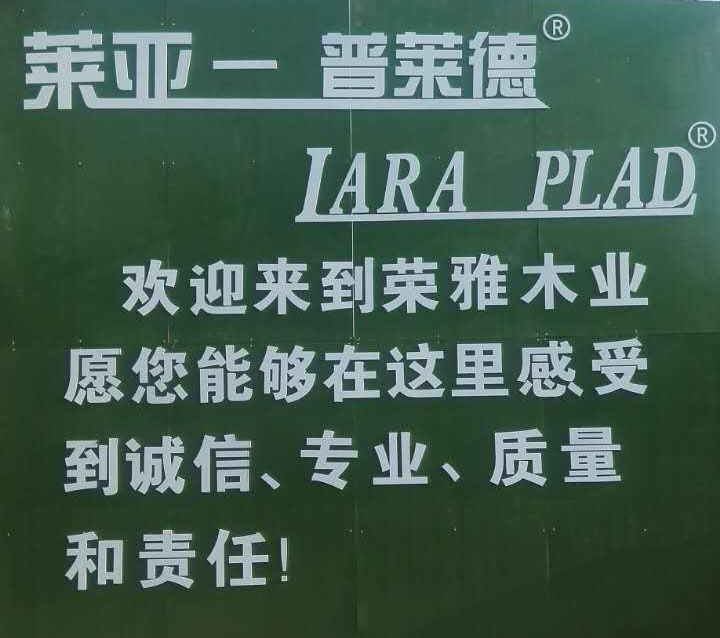 莱亚一普莱德®
IARA PLAD®
欢迎来到荣雅木业
愿您能够在这里感受
到诚信、专业、质量
和责任!